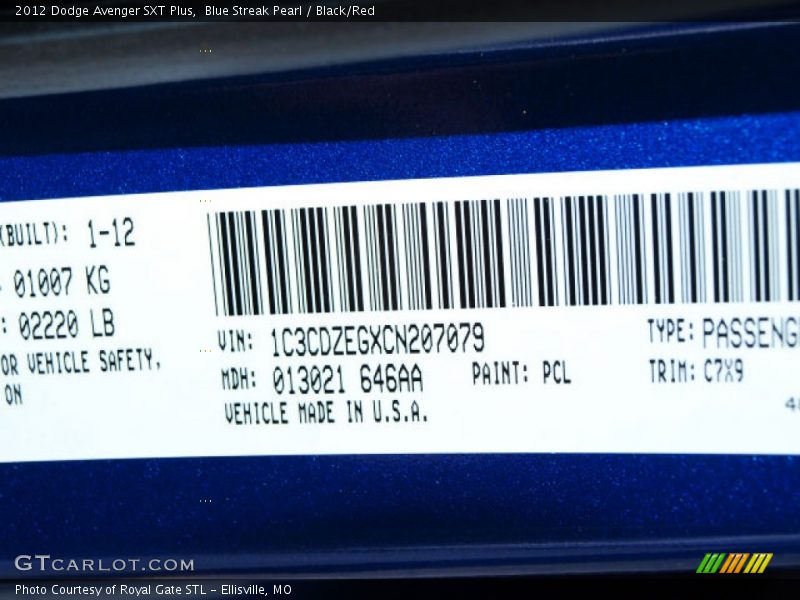 2012 Dodge Avenger SXT Plus,  Blue Streak Pearl / Black/Red
(BUILT): 1-12
01007 KG
: 02220 LB
OR VEHICLE SAFETY,
ON
VIN: 1C3CDZEGXCN207079 TYPE: PASSENG
MDH: 013021 646AA PAINT: PCL TRIM: C7X9
VEHICLE MADE IN U.S.A.
GTCARLOT.COM
Photo Courtesy of Royal Gate STL - Ellisville, MO